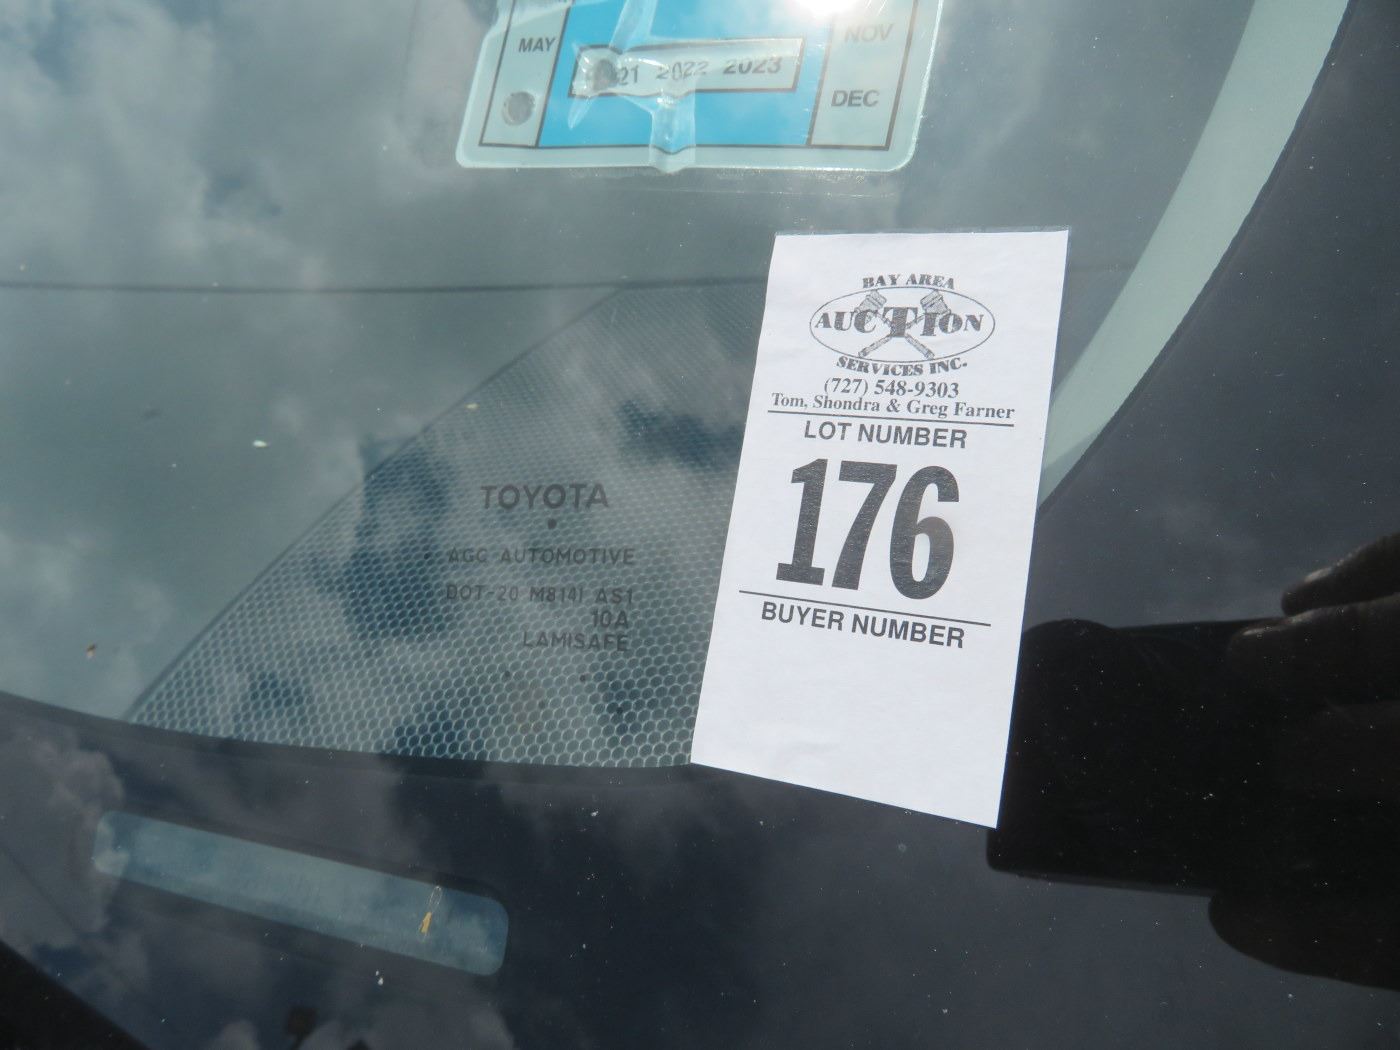 MAY
NOV
21 2022 2023
DEC
BAY AREA
AUCTION
SERVICES INC.
(727) 548-9303
Tom, Shondra & Greg Farner
LOT NUMBER
176
BUYER NUMBER
TOYOTA
AGC AUTOMOTIVE
DOT-20 M8141 AS1
10A
LAMISAFE